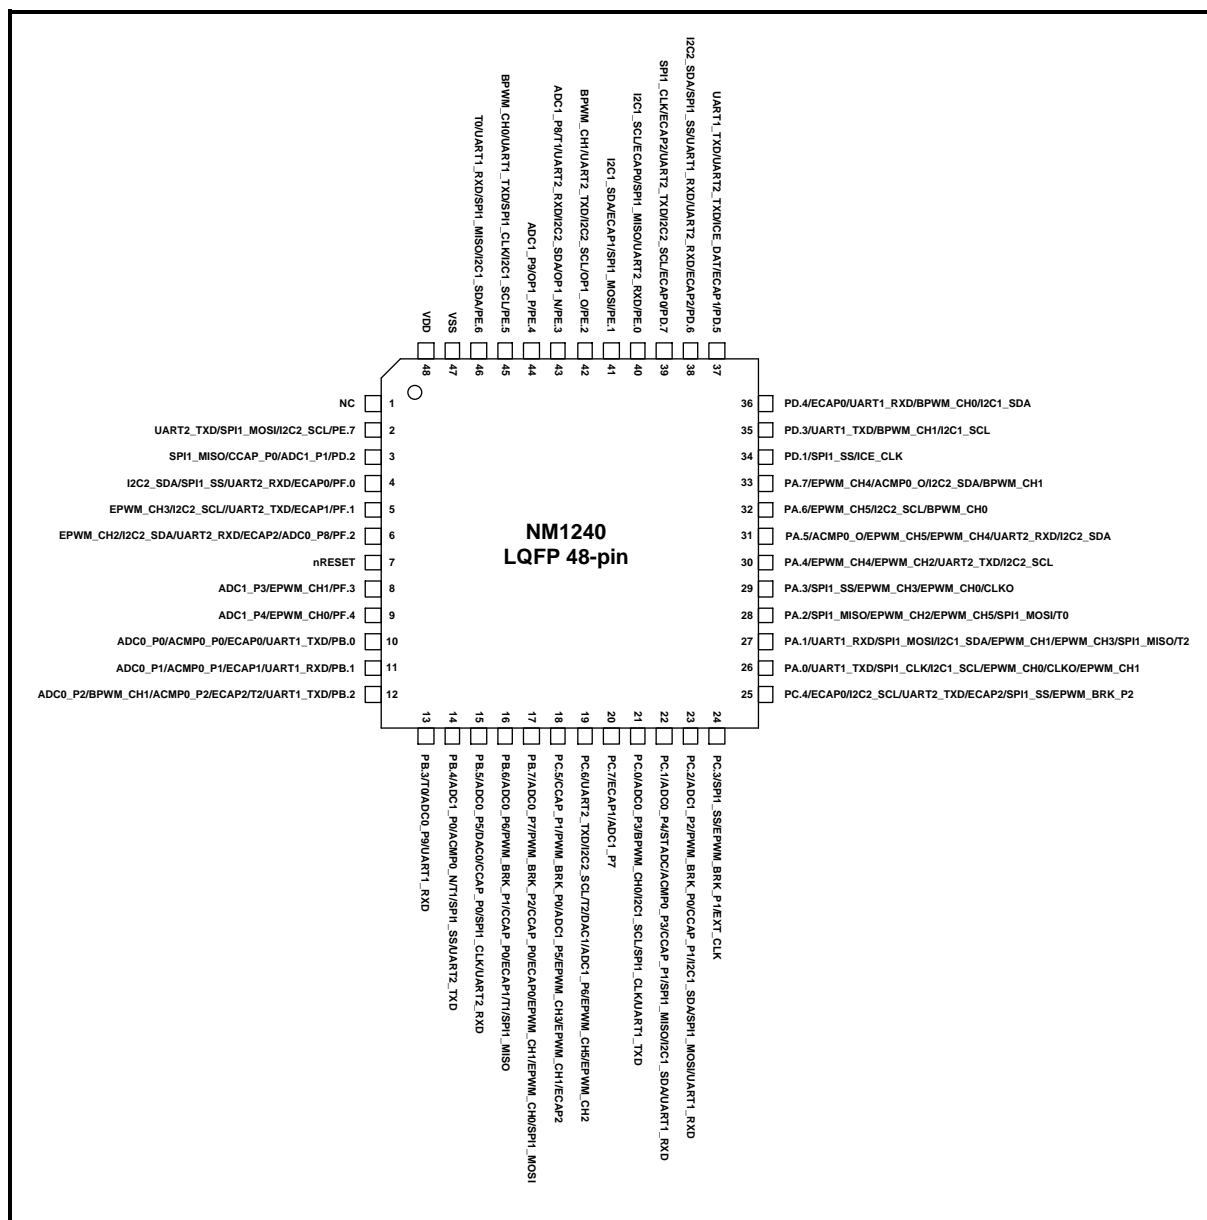 I2C2_SDA/SPI1_SS/UART1_RXD/UART2_RXD/ECAP2/PD.6
UART1_TXD/UART2_TXD/ICE_DAT/ECAP1/PD.5
SPI1_CLK/ECAP2/UART2_TXD/I2C2_SCL/ECAP0/PD.7
I2C1_SCL/ECAP0/SPI1_MISO/UART2_RXD/PE.0
I2C1_SDA/ECAP1/SPI1_MOSI/PE.1
BPWM_CH1/UART2_TXD/I2C2_SCL/OP1_O/PE.2
ADC1_P8/T1/UART2_RXD/I2C2_SDA/OP1_N/PE.3
ADC1_P9/OP1_P/PE.4
BPWM_CH0/UART1_TXD/SPI1_CLK/I2C1_SCL/PE.5
T0/UART1_RXD/SPI1_MISO/I2C1_SDA/PE.6
VSS
VDD
48 47 46 45 44 43 42 41 40 39 38 37
NC 1
UART2_TXD/SPI1_MOSI/I2C2_SCL/PE.7 2
SPI1_MISO/CCAP_P0/ADC1_P1/PD.2 3
I2C2_SDA/SPI1_SS/UART2_RXD/ECAP0/PF.0 4
EPWM_CH3/I2C2_SCL//UART2_TXD/ECAP1/PF.1 5
EPWM_CH2/I2C2_SDA/UART2_RXD/ECAP2/ADC0_P8/PF.2 6
nRESET 7
ADC1_P3/EPWM_CH1/PF.3 8
ADC1_P4/EPWM_CH0/PF.4 9
ADC0_P0/ACMP0_P0/ECAP0/UART1_TXD/PB.0 10
ADC0_P1/ACMP0_P1/ECAP1/UART1_RXD/PB.1 11
ADC0_P2/BPWM_CH1/ACMP0_P2/ECAP2/T2/UART1_TXD/PB.2 12
NM1240
LQFP 48-pin
36 PD.4/ECAP0/UART1_RXD/BPWM_CH0/I2C1_SDA
35 PD.3/UART1_TXD/BPWM_CH1/I2C1_SCL
34 PD.1/SPI1_SS/ICE_CLK
33 PA.7/EPWM_CH4/ACMP0_O/I2C2_SDA/BPWM_CH1
32 PA.6/EPWM_CH5/I2C2_SCL/BPWM_CH0
31 PA.5/ACMP0_O/EPWM_CH5/EPWM_CH4/UART2_RXD/I2C2_SDA
30 PA.4/EPWM_CH4/EPWM_CH2/UART2_TXD/I2C2_SCL
29 PA.3/SPI1_SS/EPWM_CH3/EPWM_CH0/CLKO
28 PA.2/SPI1_MISO/EPWM_CH2/EPWM_CH5/SPI1_MOSI/T0
27 PA.1/UART1_RXD/SPI1_MOSI/I2C1_SDA/EPWM_CH1/EPWM_CH3/SPI1_MISO/T2
26 PA.0/UART1_TXD/SPI1_CLK/I2C1_SCL/EPWM_CH0/CLKO/EPWM_CH1
25 PC.4/ECAP0/I2C2_SCL/UART2_TXD/ECAP2/SPI1_SS/EPWM_BRK_P2
13 14 15 16 17 18 19 20 21 22 23 24
PB.3/T0/ADC0_P9/UART1_RXD
PB.4/ADC1_P0/ACMP0_N/T1/SPI1_SS/UART2_TXD
PB.5/ADC0_P5/DAC0/CCAP_P0/SPI1_CLK/UART2_RXD
PB.6/ADC0_P6/PWM_BRK_P1/CCAP_P0/ECAP1/T1/SPI1_MISO
PB.7/ADC0_P7/PWM_BRK_P2/CCAP_P0/ECAP0/EPWM_CH1/EPWM_CH0/SPI1_MOSI
PC.5/CCAP_P1/PWM_BRK_P0/ADC1_P5/EPWM_CH3/EPWM_CH1/ECAP2
PC.6/UART2_TXD/I2C2_SCL/T2/DAC1/ADC1_P6/EPWM_CH5/EPWM_CH2
PC.7/ECAP1/ADC1_P7
PC.0/ADC0_P3/BPWM_CH0/I2C1_SCL/SPI1_CLK/UART1_TXD
PC.1/ADC0_P4/STADC/ACMP0_P3/CCAP_P1/SPI1_MISO/I2C1_SDA/UART1_RXD
PC.2/ADC1_P2/PWM_BRK_P0/CCAP_P1/I2C1_SDA/SPI1_MOSI/UART1_RXD
PC.3/SPI1_SS/EPWM_BRK_P1/EXT_CLK